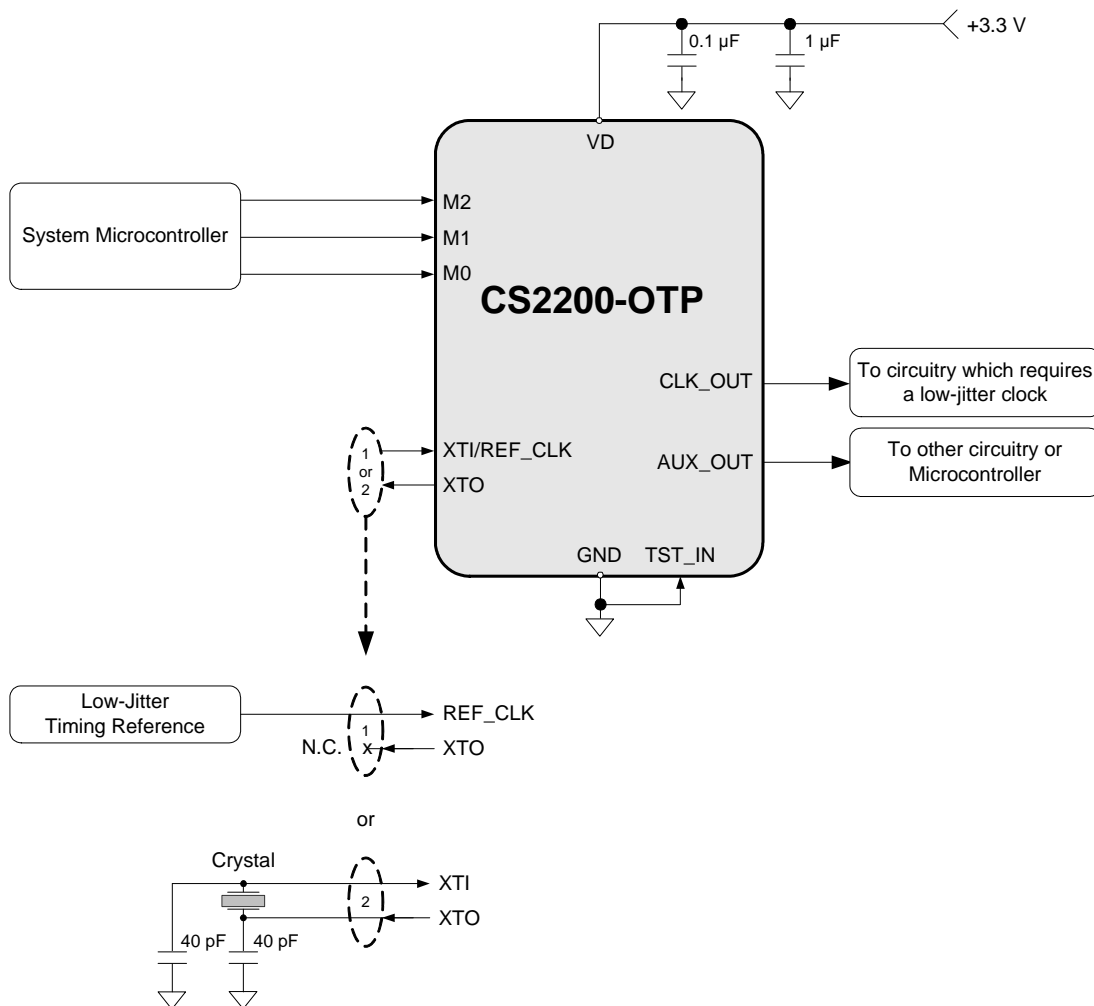 +3.3 V
0.1 µF
1 µF
VD
System Microcontroller
M2
M1
M0
CS2200-OTP
CLK_OUT
To circuitry which requires
a low-jitter clock
XTI/REF_CLK
AUX_OUT
To other circuitry or
Microcontroller
XTO
1
or
2
GND
TST_IN
Low-Jitter
Timing Reference
1
REF_CLK
N.C.
x
XTO
or
Crystal
XTI
2
XTO
40 pF
40 pF